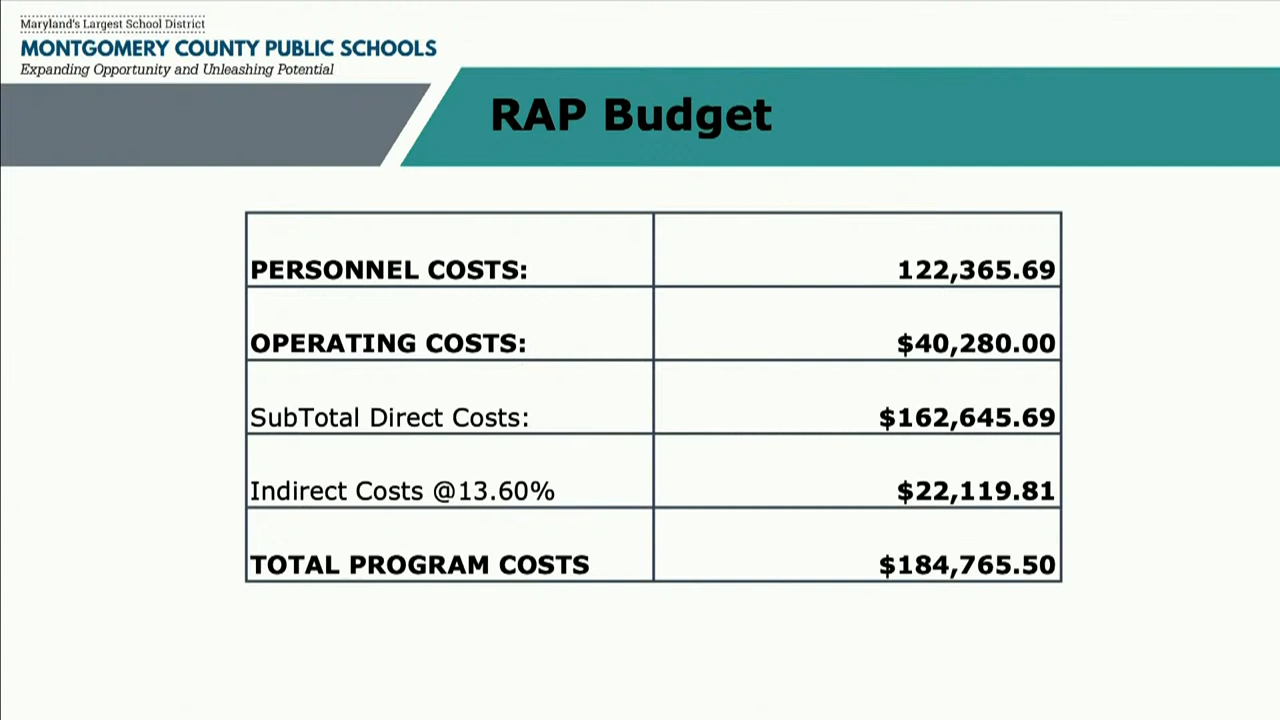 Maryland's Largest School District
MONTGOMERY COUNTY PUBLIC SCHOOLS
Expanding Opportunity and Unleashing Potential
RAP Budget
PERSONNEL COSTS: 122,365.69
OPERATING COSTS: $40,280.00
SubTotal Direct Costs: $162,645.69
Indirect Costs @13.60% $22,119.81
TOTAL PROGRAM COSTS $184,765.50